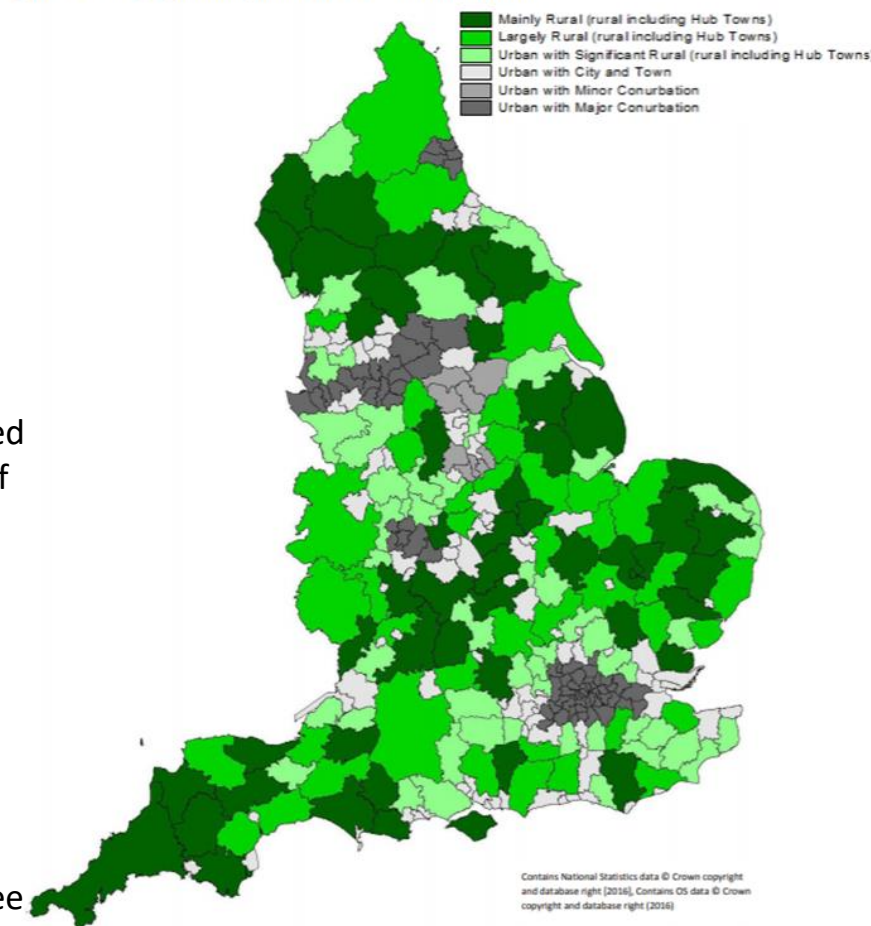 Mainly Rural (rural including Hub Towns)
Largely Rural (rural including Hub Towns)
Urban with Significant Rural (rural including Hub Towns
Urban with City and Town
Urban with Minor Conurbation
Urban with Major Conurbation
ed
f
ee
Contains National Statistics data © Crown copyright
and database right [2016], Contains OS data © Crown
copyright and database right (2016)